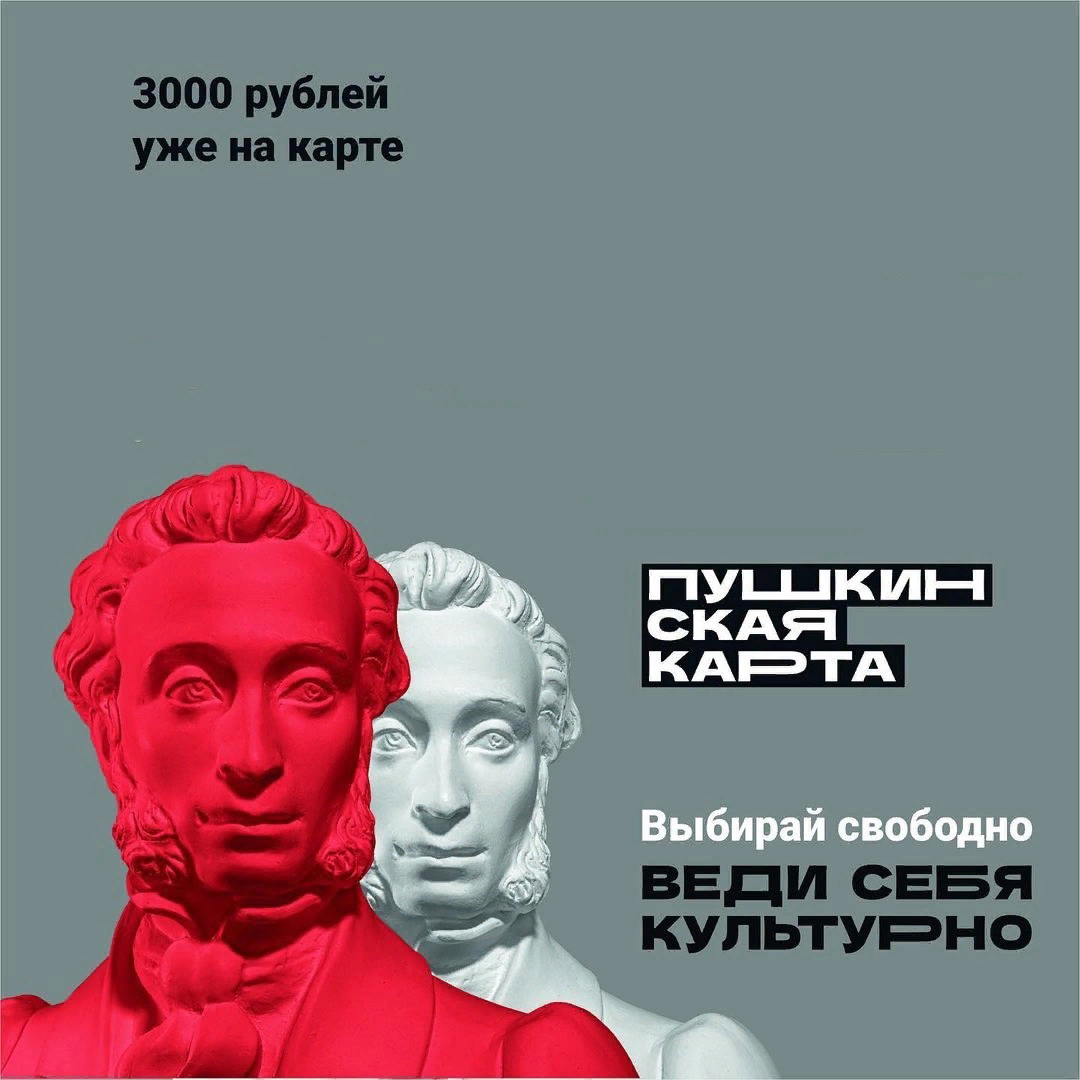 3000 рублей
уже на карте
ПУШКИН
СКАЯ
КАРТА
Выбирай свободно
ВЕДИ СЕБЯ
КУЛЬТУРНО